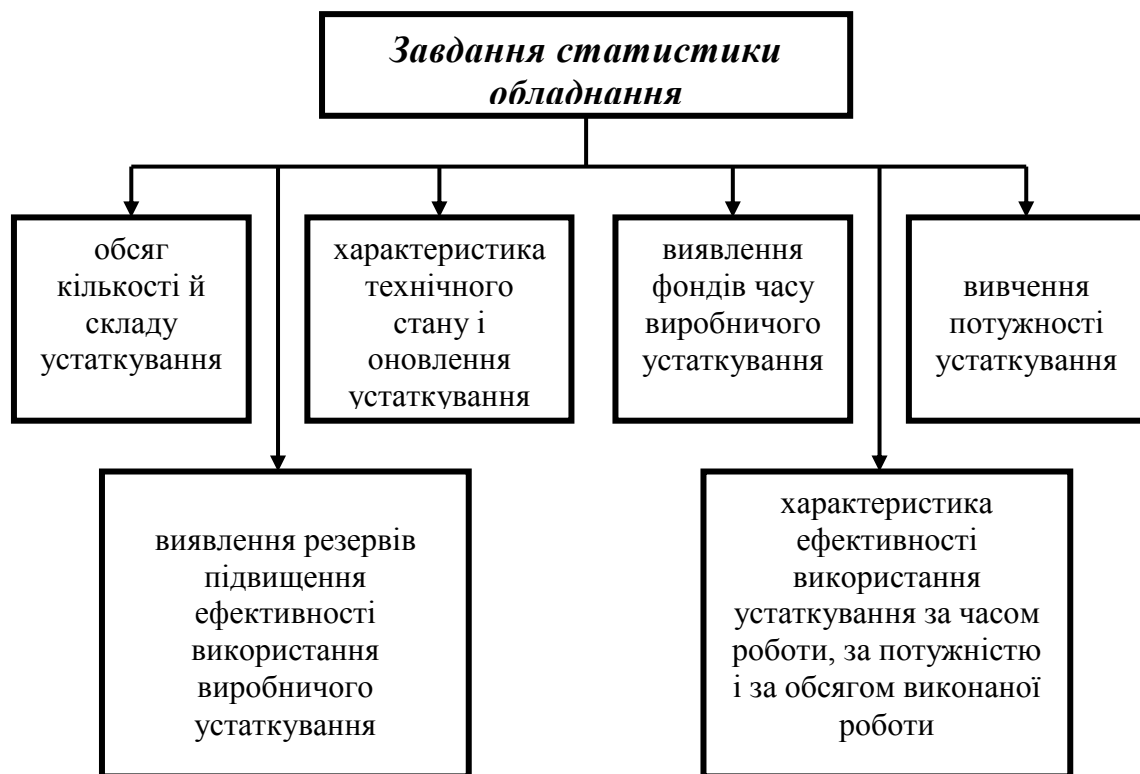 Завдання статистики
обладнання
обсяг
кількості й
складу
устаткування
характеристика
технічного
стану і
оновлення
устаткування
виявлення
фондів часу
виробничого
устаткування
вивчення
потужності
устаткування
виявлення резервів
підвищення
ефективності
використання
виробничого
устаткування
характеристика
ефективності
використання
устаткування за часом
роботи, за потужністю
і за обсягом виконаної
роботи